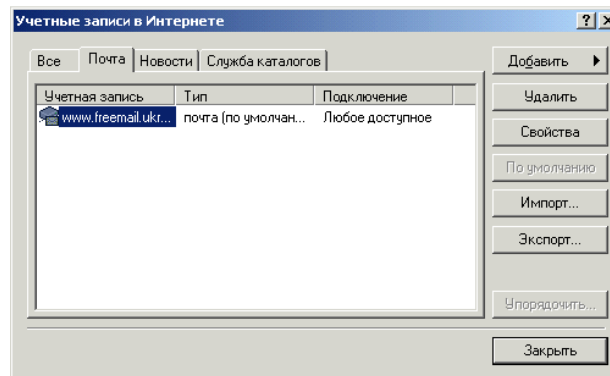 Учетные записи в Интернете
Все Почта Новости Служба каталогов
Учетная запись Тип Подключение
www.freemail.ukr... почта (по умолчан... Любое доступное
Добавить
Удалить
Свойства
По умолчанию
Импорт...
Экспорт...
Упорядочить...
Закрыть